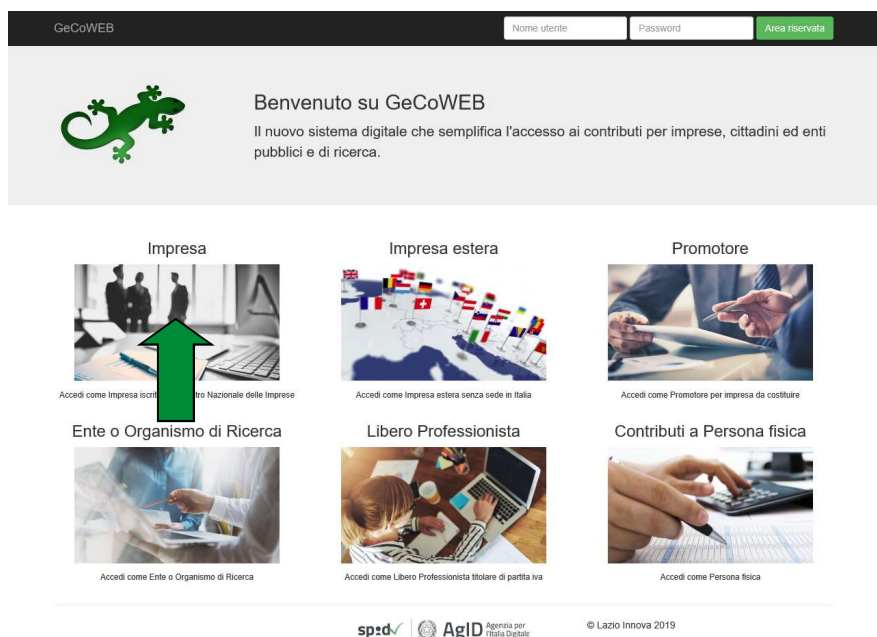 GeCoWEB
Nome utente
Password
Area riservata
Benvenuto su GeCoWEB
Il nuovo sistema digitale che semplifica l'accesso ai contributi per imprese, cittadini ed enti
pubblici e di ricerca.
Impresa
Impresa estera
Promotore
Accedi come Impresa Nazionale delle Imprese
Accedi come Impresa estera senza sede in Italia
Accedi come Promotore per impresa da costituire
Ente o Organismo di Ricerca
Libero Professionista
Contributi a Persona fisica
Accedi come Ente o Organismo di Ricerca
Accedi come Libero Professionista titolare di partita iva
Accedi come Persona fisica
spid
AgID
Agenzia per
l'Italia Digitale
© Lazio Innova 2019